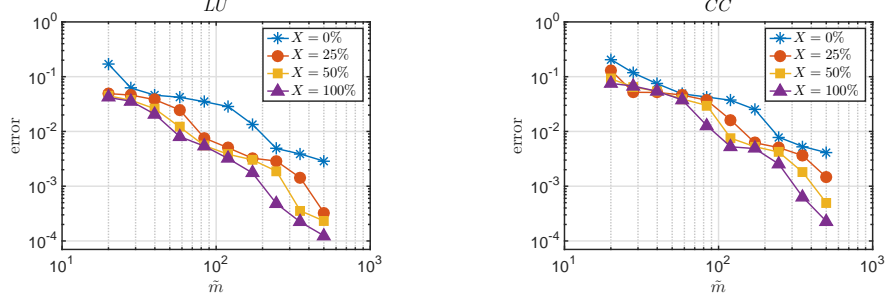 LU
error
10^0
10^-1
10^-2
10^-3
10^-4
10^1
10^2
10^3
m̃
X = 0%
X = 25%
X = 50%
X = 100%
CC
error
10^0
10^-1
10^-2
10^-3
10^-4
10^1
10^2
10^3
m̃
X = 0%
X = 25%
X = 50%
X = 100%